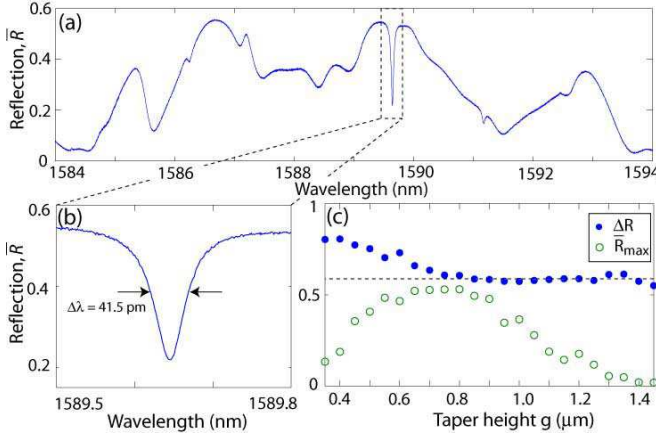 (a)
Reflection, R̅
0.6
0.4
0.2
0
1584
1586
1588
1590
1592
1594
Wavelength (nm)
(b)
Reflection, R̅
0.6
0.4
0.2
Δλ = 41.5 pm
1589.5
1589.8
Wavelength (nm)
(c)
ΔR
R̅max
1
0.5
0
0.4
0.6
0.8
1.0
1.2
1.4
Taper height g (μm)